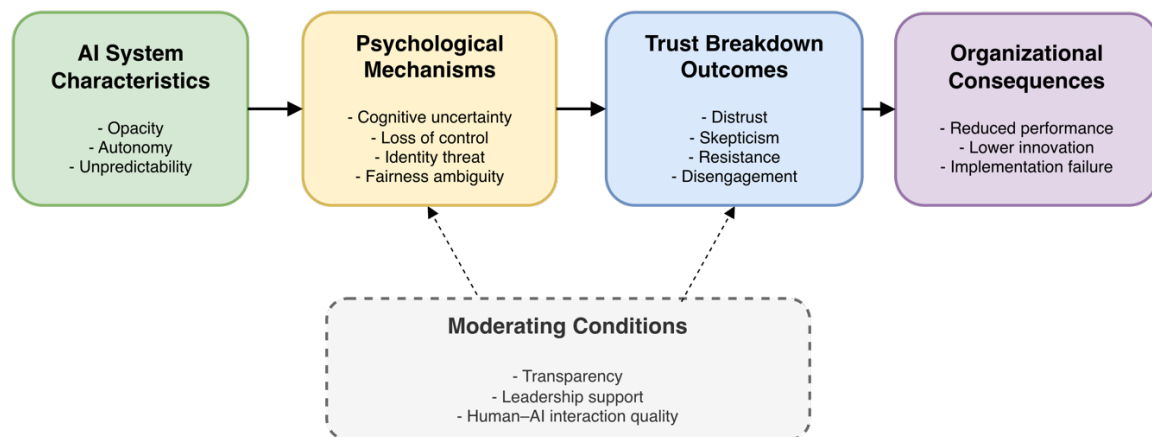 AI System
Characteristics
- Opacity
- Autonomy
- Unpredictability
Psychological
Mechanisms
- Cognitive uncertainty
- Loss of control
- Identity threat
- Fairness ambiguity
Trust Breakdown
Outcomes
- Distrust
- Skepticism
- Resistance
- Disengagement
Organizational
Consequences
- Reduced performance
- Lower innovation
- Implementation failure
Moderating Conditions
- Transparency
- Leadership support
- Human–AI interaction quality